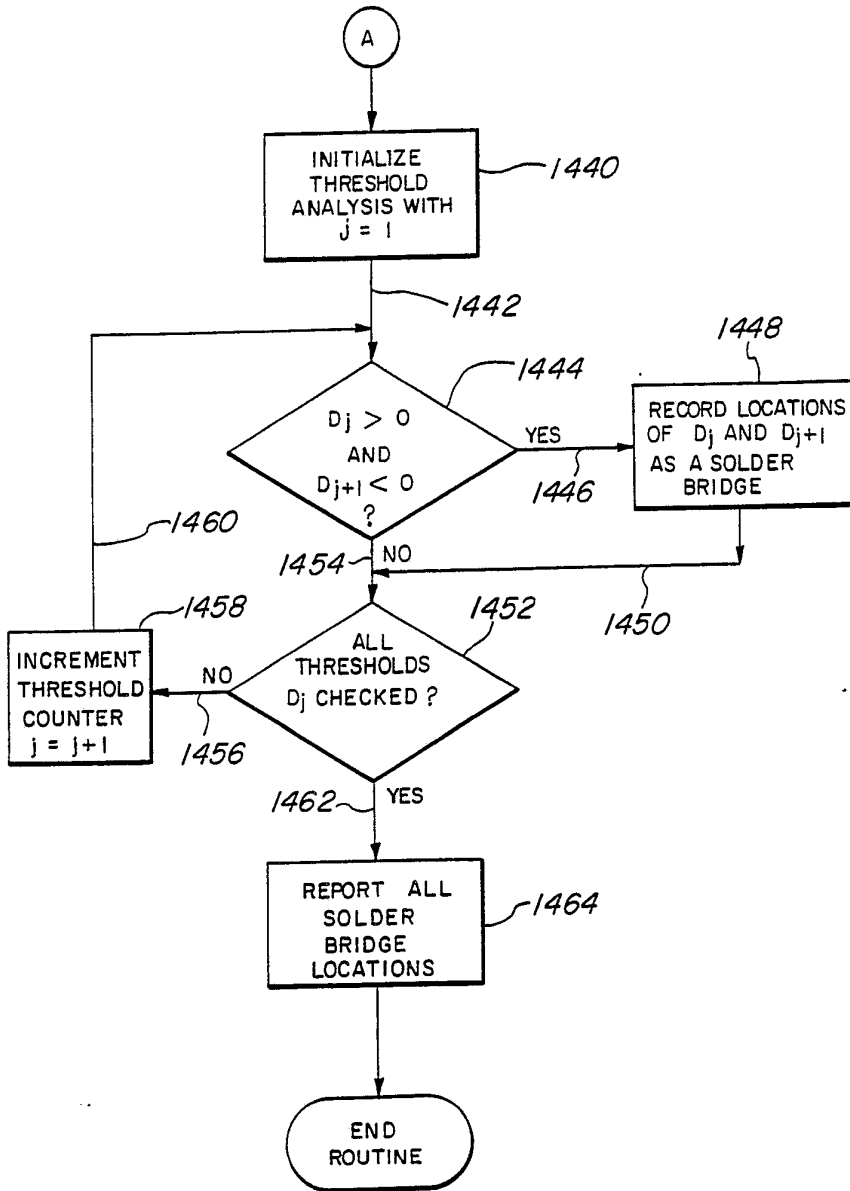 A
INITIALIZE
THRESHOLD
ANALYSIS WITH
j = 1
1440
1442
1444
1448
Dj > 0
AND
Dj+1 < 0
?
YES
1446
RECORD LOCATIONS
OF Dj AND Dj+1
AS A SOLDER
BRIDGE
1460
1454
NO
1450
1458
1452
INCREMENT
THRESHOLD
COUNTER
j = j+1
NO
1456
ALL
THRESHOLDS
Dj CHECKED ?
1462
YES
REPORT ALL
SOLDER
BRIDGE
LOCATIONS
1464
END
ROUTINE